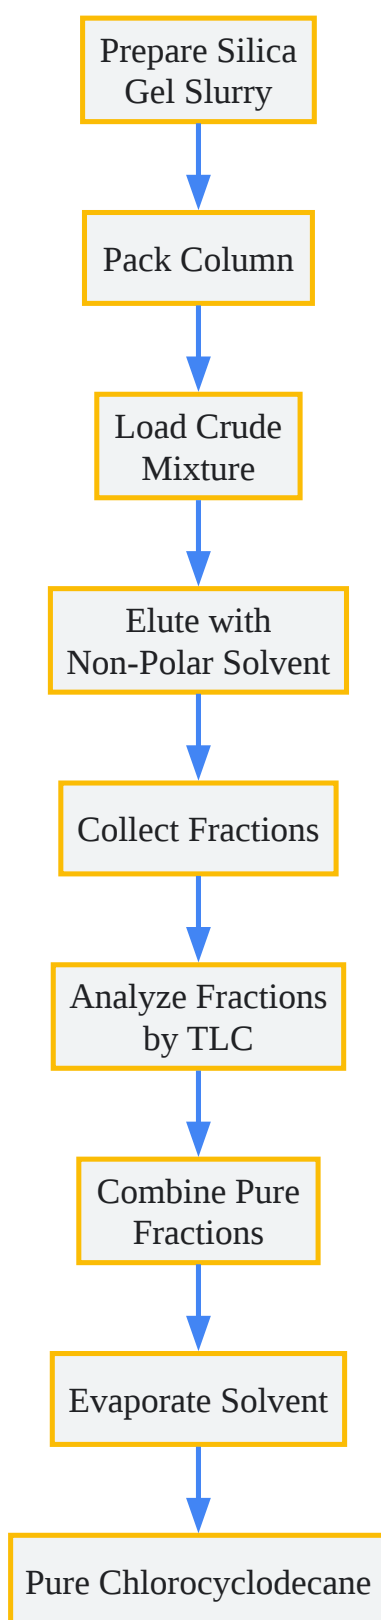 Prepare Silica
Gel Slurry
Pack Column
Load Crude
Mixture
Elute with
Non-Polar Solvent
Collect Fractions
Analyze Fractions
by TLC
Combine Pure
Fractions
Evaporate Solvent
Pure Chlorocyclodecane